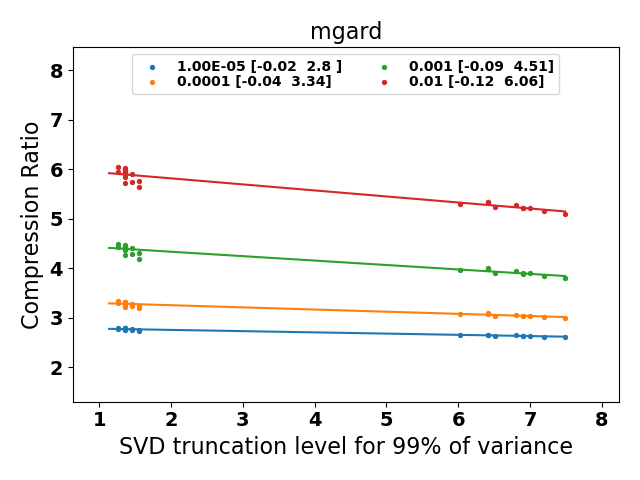 mgard
1.00E-05 [-0.02  2.8 ]
0.0001 [-0.04  3.34]
0.001 [-0.09  4.51]
0.01 [-0.12  6.06]
Compression Ratio
8
7
6
5
4
3
2
1 2 3 4 5 6 7 8
SVD truncation level for 99% of variance